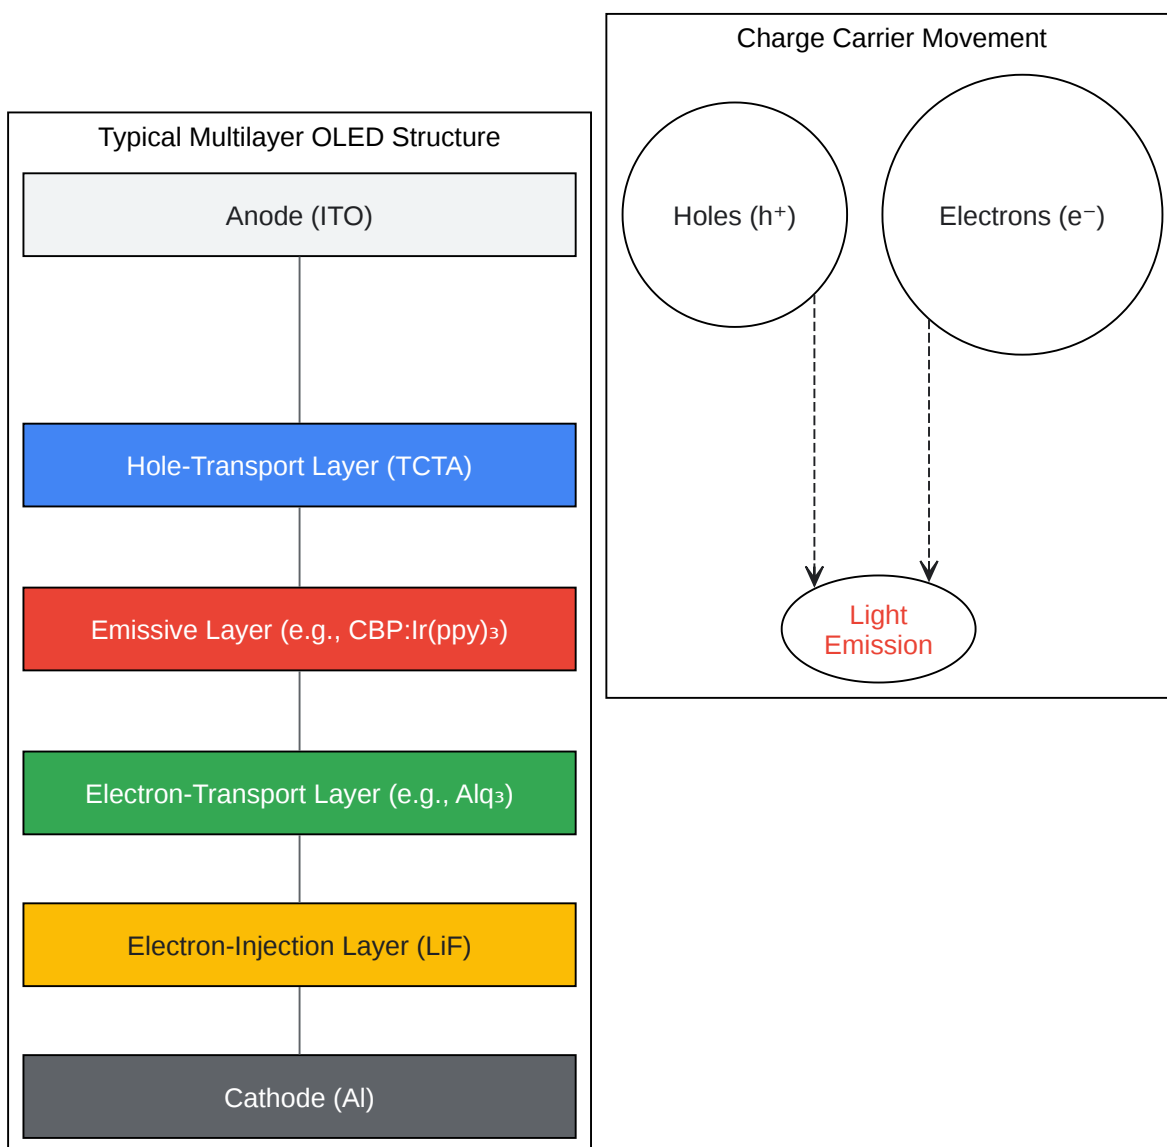 Typical Multilayer OLED Structure
Anode (ITO)
Hole-Transport Layer (TCTA)
Emissive Layer (e.g., CBP:Ir(ppy)₃)
Electron-Transport Layer (e.g., Alq₃)
Electron-Injection Layer (LiF)
Cathode (Al)
Charge Carrier Movement
Holes (h⁺)
Electrons (e⁻)
Light
Emission